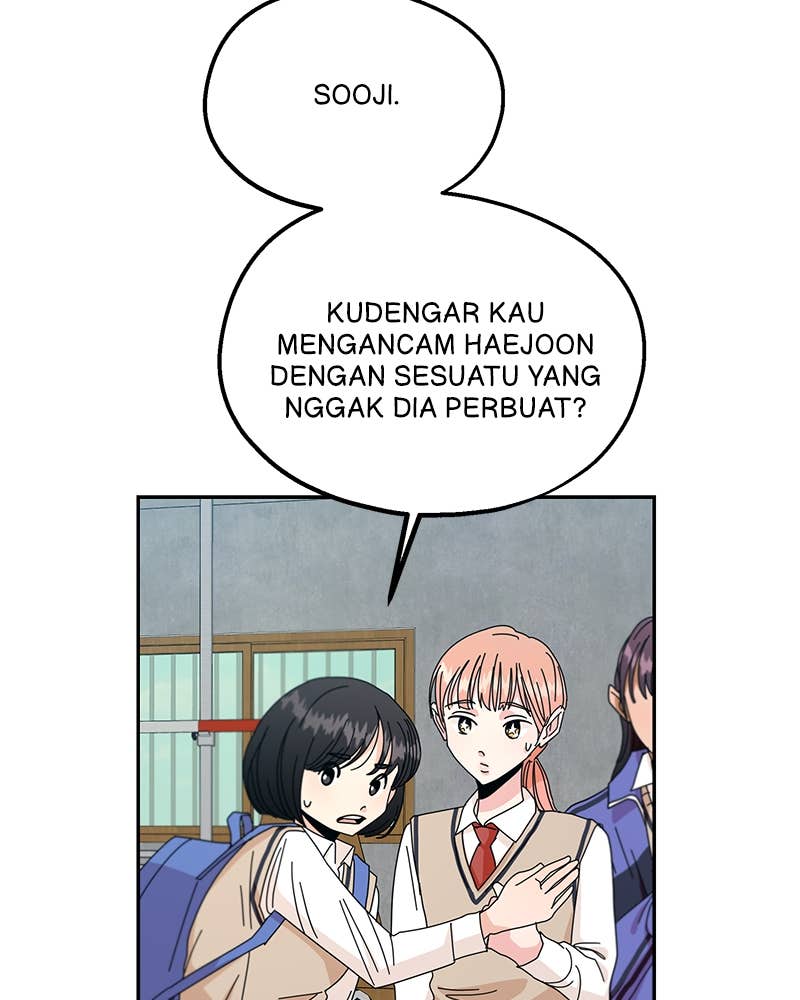 SOOJI.
KUDENGAR KAU
MENGANCAM HAEJOON
DENGAN SESUATU YANG
NGGAK DIA PERBUAT?